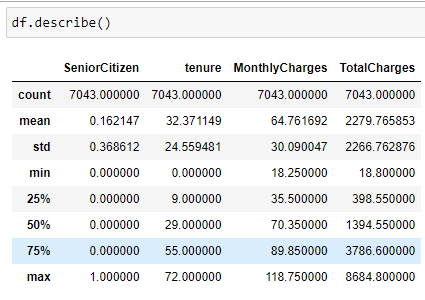 df.describe()
SeniorCitizen tenure MonthlyCharges TotalCharges
count 7043.000000 7043.000000 7043.000000 7043.000000
mean 0.162147 32.371149 64.761692 2279.765853
std 0.368612 24.559481 30.090047 2266.762876
min 0.000000 0.000000 18.250000 18.800000
25% 0.000000 9.000000 35.500000 398.550000
50% 0.000000 29.000000 70.350000 1394.550000
75% 0.000000 55.000000 89.850000 3786.600000
max 1.000000 72.000000 118.750000 8684.800000